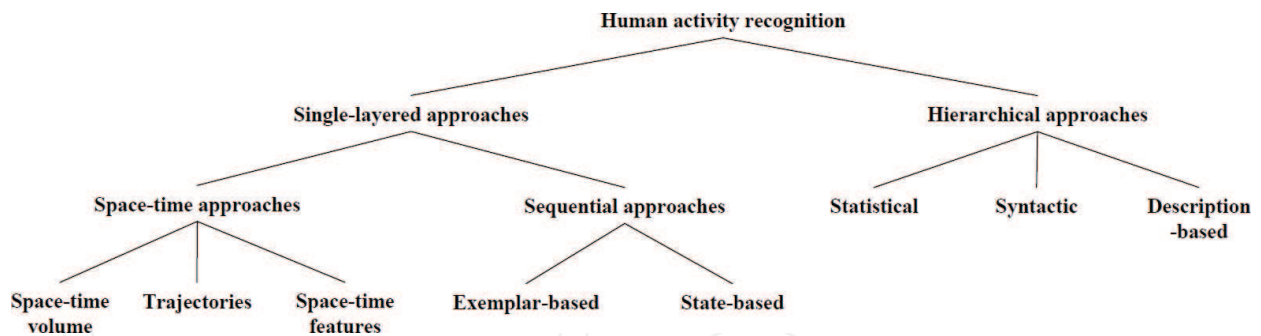 Human activity recognition
Single-layered approaches
Hierarchical approaches
Space-time approaches
Sequential approaches
Statistical
Syntactic
Description
-based
Space-time
volume
Trajectories
Space-time
features
Exemplar-based
State-based